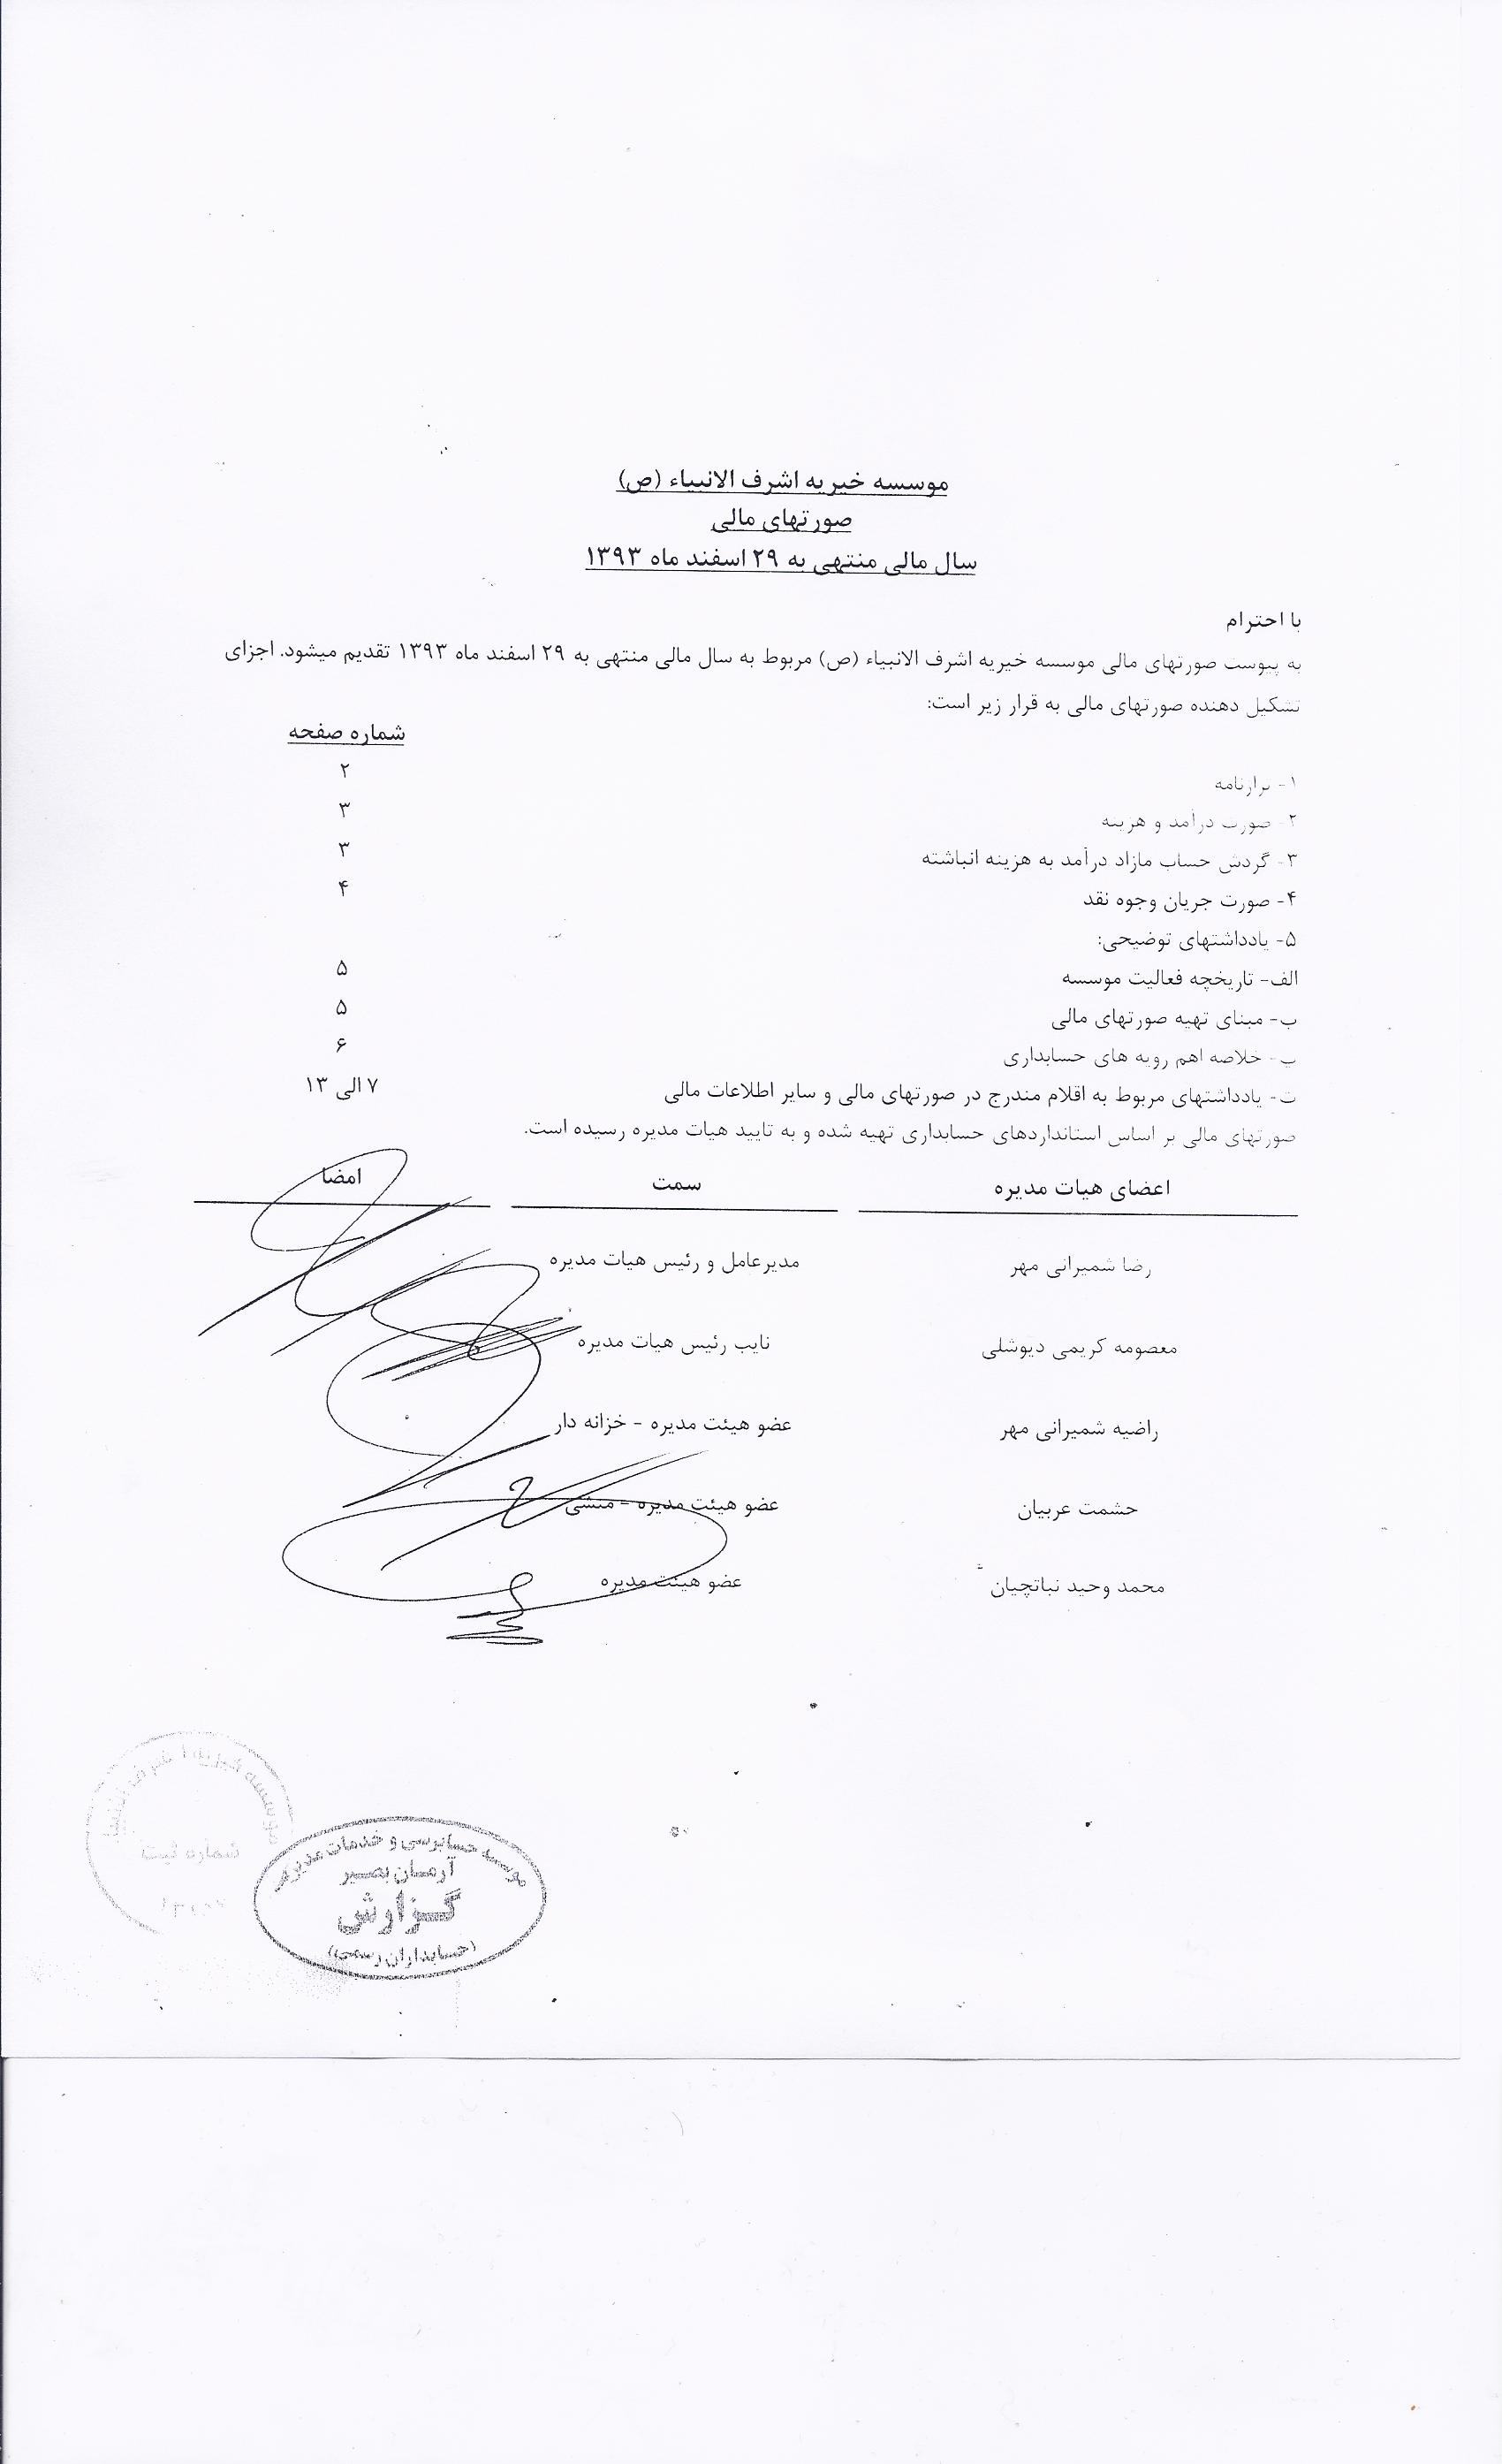 موسسه خیریه اشرف الانبیاء (ص)
صورتهای مالی
سال مالی منتهی به ۲۹ اسفند ماه ۱۳۹۳
با احترام
به پیوست صورتهای مالی موسسه خیریه اشرف الانبیاء (ص) مربوط به سال مالی منتهی به ۲۹ اسفند ماه ۱۳۹۳ تقدیم میشود. اجزای
تشکیل دهنده صورتهای مالی به قرار زیر است:
شماره صفحه
۱- برازنامه ۲
۲- صورت درآمد و هزینه ۳
۳- گردش حساب مازاد درآمد به هزینه انباشته ۳
۴- صورت جریان وجوه نقد ۴
۵- یادداشتهای توضیحی:
الف- تاریخچه فعالیت موسسه ۵
ب- مبنای تهیه صورتهای مالی ۵
پ- خلاصه اهم رویه های حسابداری ۶
ت- یادداشتهای مربوط به اقلام مندرج در صورتهای مالی و سایر اطلاعات مالی ۷ الی ۱۳
صورتهای مالی بر اساس استانداردهای حسابداری تهیه شده و به تایید هیات مدیره رسیده است.
اعضای هیات مدیره سمت امضا
رضا شمیرانی مهر مدیرعامل و رئیس هیات مدیره
معصومه کریمی دیوشلی نایب رئیس هیات مدیره
راضیه شمیرانی مهر عضو هیئت مدیره - خزانه دار
حشمت عربیان عضو هیئت مدیره - منشی
محمد وحید نباتچیان عضو هیئت مدیره
شماره ثبت
موسسه حسابرسی و خدمات مدیریت
آرمان بصیر
گزارش
(حسابداران رسمی)